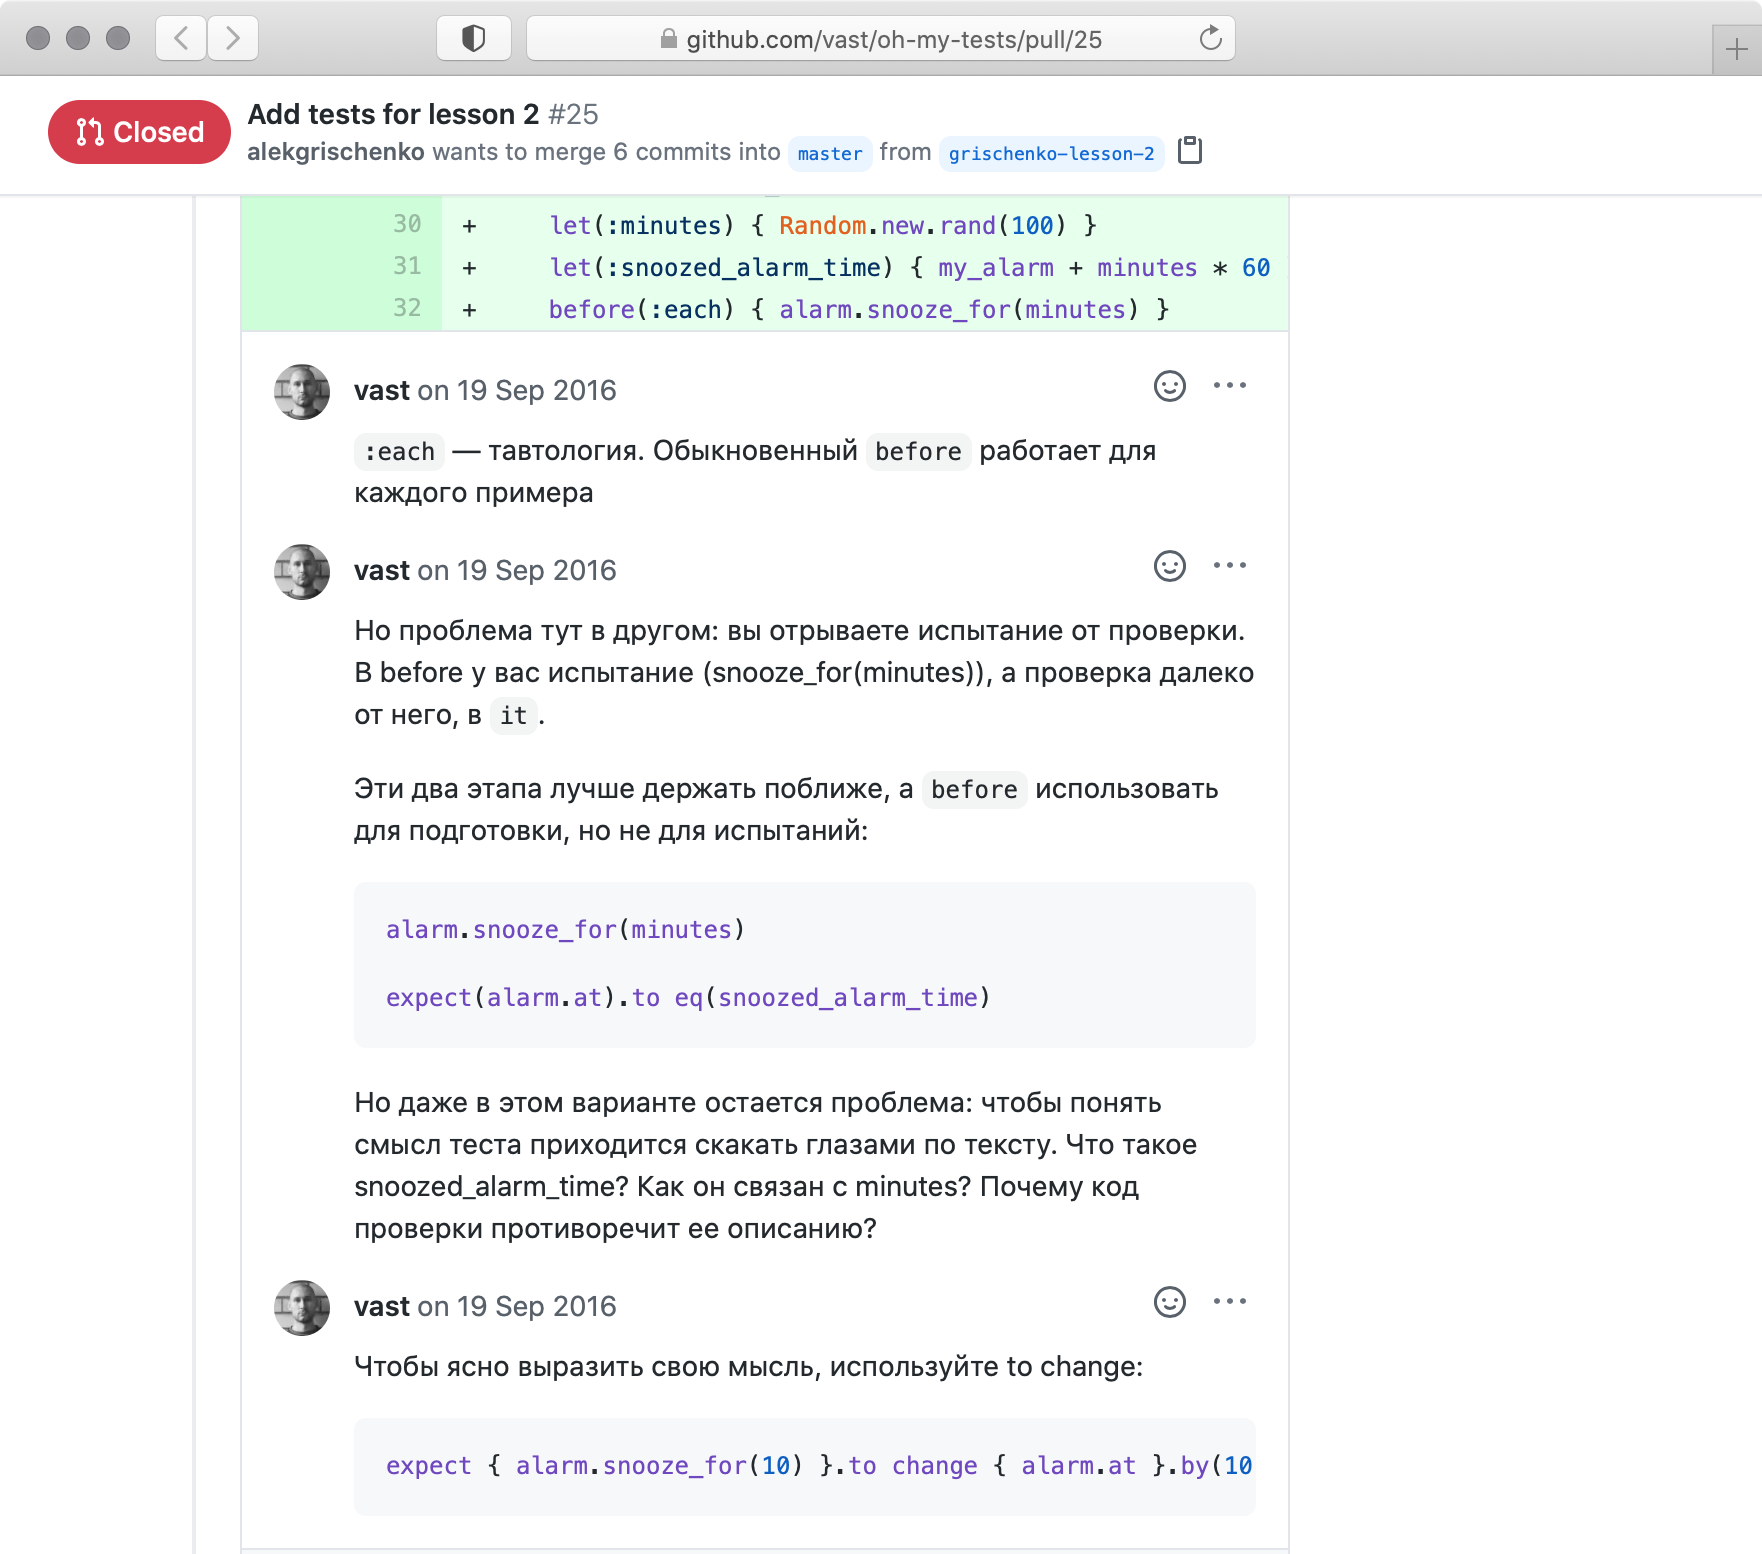 github.com/vast/oh-my-tests/pull/25
Closed
Add tests for lesson 2 #25
alekgrischenko wants to merge 6 commits into master from grischenko-lesson-2
30 + let(:minutes) { Random.new.rand(100) }
31 + let(:snoozed_alarm_time) { my_alarm + minutes * 60
32 + before(:each) { alarm.snooze_for(minutes) }
vast on 19 Sep 2016
:each — тавтология. Обыкновенный before работает для
каждого примера
vast on 19 Sep 2016
Но проблема тут в другом: вы отрываете испытание от проверки.
В before у вас испытание (snooze_for(minutes)), а проверка далеко
от него, в it.
Эти два этапа лучше держать поближе, а before использовать
для подготовки, но не для испытаний:
alarm.snooze_for(minutes)
expect(alarm.at).to eq(snoozed_alarm_time)
Но даже в этом варианте остается проблема: чтобы понять
смысл теста приходится скакать глазами по тексту. Что такое
snoozed_alarm_time? Как он связан с minutes? Почему код
проверки противоречит ее описанию?
vast on 19 Sep 2016
Чтобы ясно выразить свою мысль, используйте to change:
expect { alarm.snooze_for(10) }.to change { alarm.at }.by(10